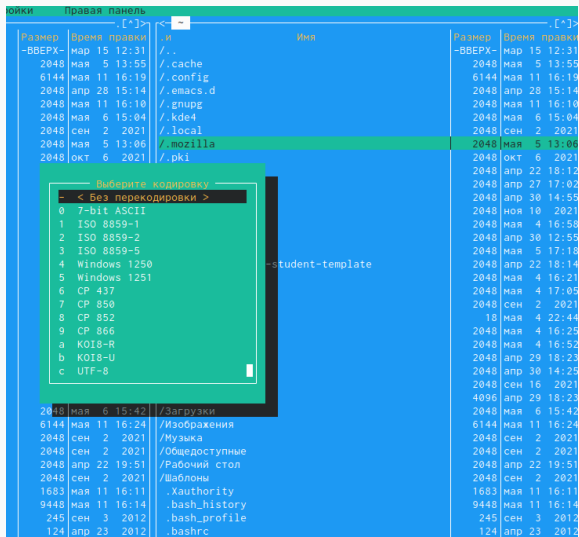 ойки Правая панель
.[^]> <─ ~ .[^]>
Размер Время правки .и Имя Размер Время правки
-ВВЕРХ- мар 15 12:31 /.. -ВВЕРХ- мар 15 12:31
2048 мая 5 13:55 /.cache 2048 мая 5 13:55
6144 мая 11 16:19 /.config 6144 мая 11 16:19
2048 апр 28 15:14 /.emacs.d 2048 апр 28 15:14
2048 мая 11 16:10 /.gnupg 2048 мая 11 16:10
2048 мая 6 15:04 /.kde4 2048 мая 6 15:04
2048 сен 2 2021 /.local 2048 сен 2 2021
2048 мая 5 13:06 /.mozilla 2048 мая 5 13:06
2048 окт 6 2021 /.pki 2048 окт 6 2021
2048 апр 22 18:12
Выберите кодировку 2048 апр 27 17:02
- < Без перекодировки > 2048 апр 30 14:55
0 7-bit ASCII 2048 ноя 10 2021
1 ISO 8859-1 2048 мая 4 16:58
2 ISO 8859-2 2048 апр 30 12:55
3 ISO 8859-5 2048 мая 5 17:18
4 Windows 1250 -student-template 2048 апр 22 18:14
5 Windows 1251 2048 мая 4 16:21
6 CP 437 2048 мая 4 17:05
7 CP 850 2048 сен 2 2021
8 CP 852 18 мая 4 22:44
9 CP 866 2048 мая 4 16:25
a KOI8-R 2048 мая 4 16:52
b KOI8-U 2048 апр 29 18:23
c UTF-8 2048 апр 30 14:25
2048 сен 16 2021
4096 апр 29 18:23
2048 мая 6 15:42 /Загрузки 2048 мая 6 15:42
6144 мая 11 16:24 /Изображения 6144 мая 11 16:24
2048 сен 2 2021 /Музыка 2048 сен 2 2021
2048 сен 2 2021 /Общедоступные 2048 сен 2 2021
2048 апр 22 19:51 /Рабочий стол 2048 апр 22 19:51
2048 сен 2 2021 /Шаблоны 2048 сен 2 2021
1683 мая 11 16:11 .Xauthority 1683 мая 11 16:11
9448 мая 11 16:14 .bash_history 9448 мая 11 16:14
245 сен 3 2012 .bash_profile 245 сен 3 2012
124 апр 23 2012 .bashrc 124 апр 23 2012